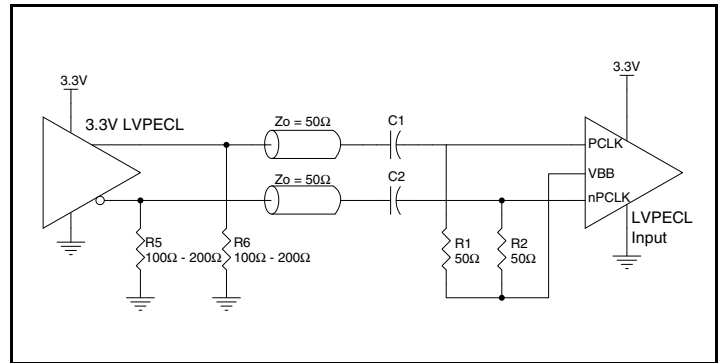 3.3V
3.3V
3.3V LVPECL
Zo = 50Ω
C1
PCLK
Zo = 50Ω
C2
VBB
nPCLK
LVPECL
Input
R5
100Ω - 200Ω
R6
100Ω - 200Ω
R1
50Ω
R2
50Ω